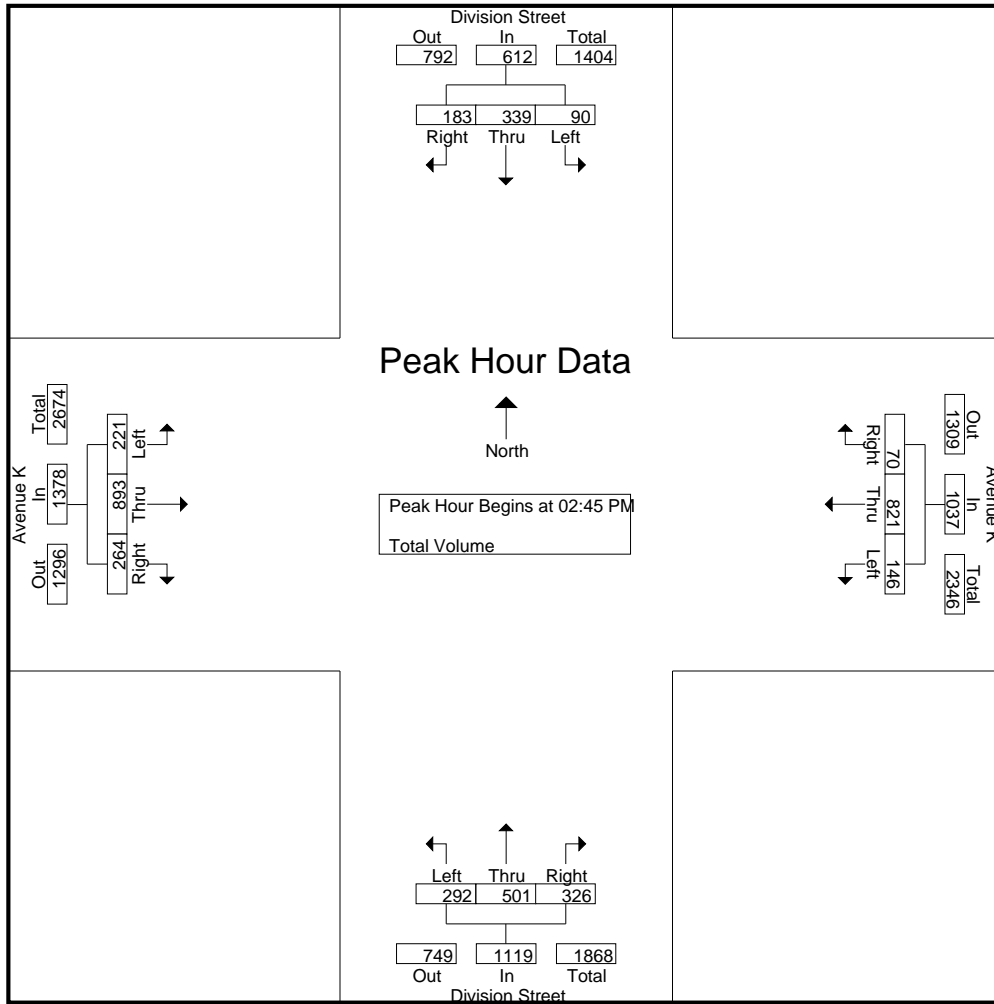 Division Street
Out In Total
792 612 1404
183 339 90
Right Thru Left
Peak Hour Data
North
Peak Hour Begins at 02:45 PM
Total Volume
Avenue K
Total In Out
2674 1378 1296
221 893 264
Left Thru Right
Right Thru Left
70 821 146
Out In Total
1309 1037 2346
Avenue K
Left Thru Right
292 501 326
749 1119 1868
Out In Total
Division Street